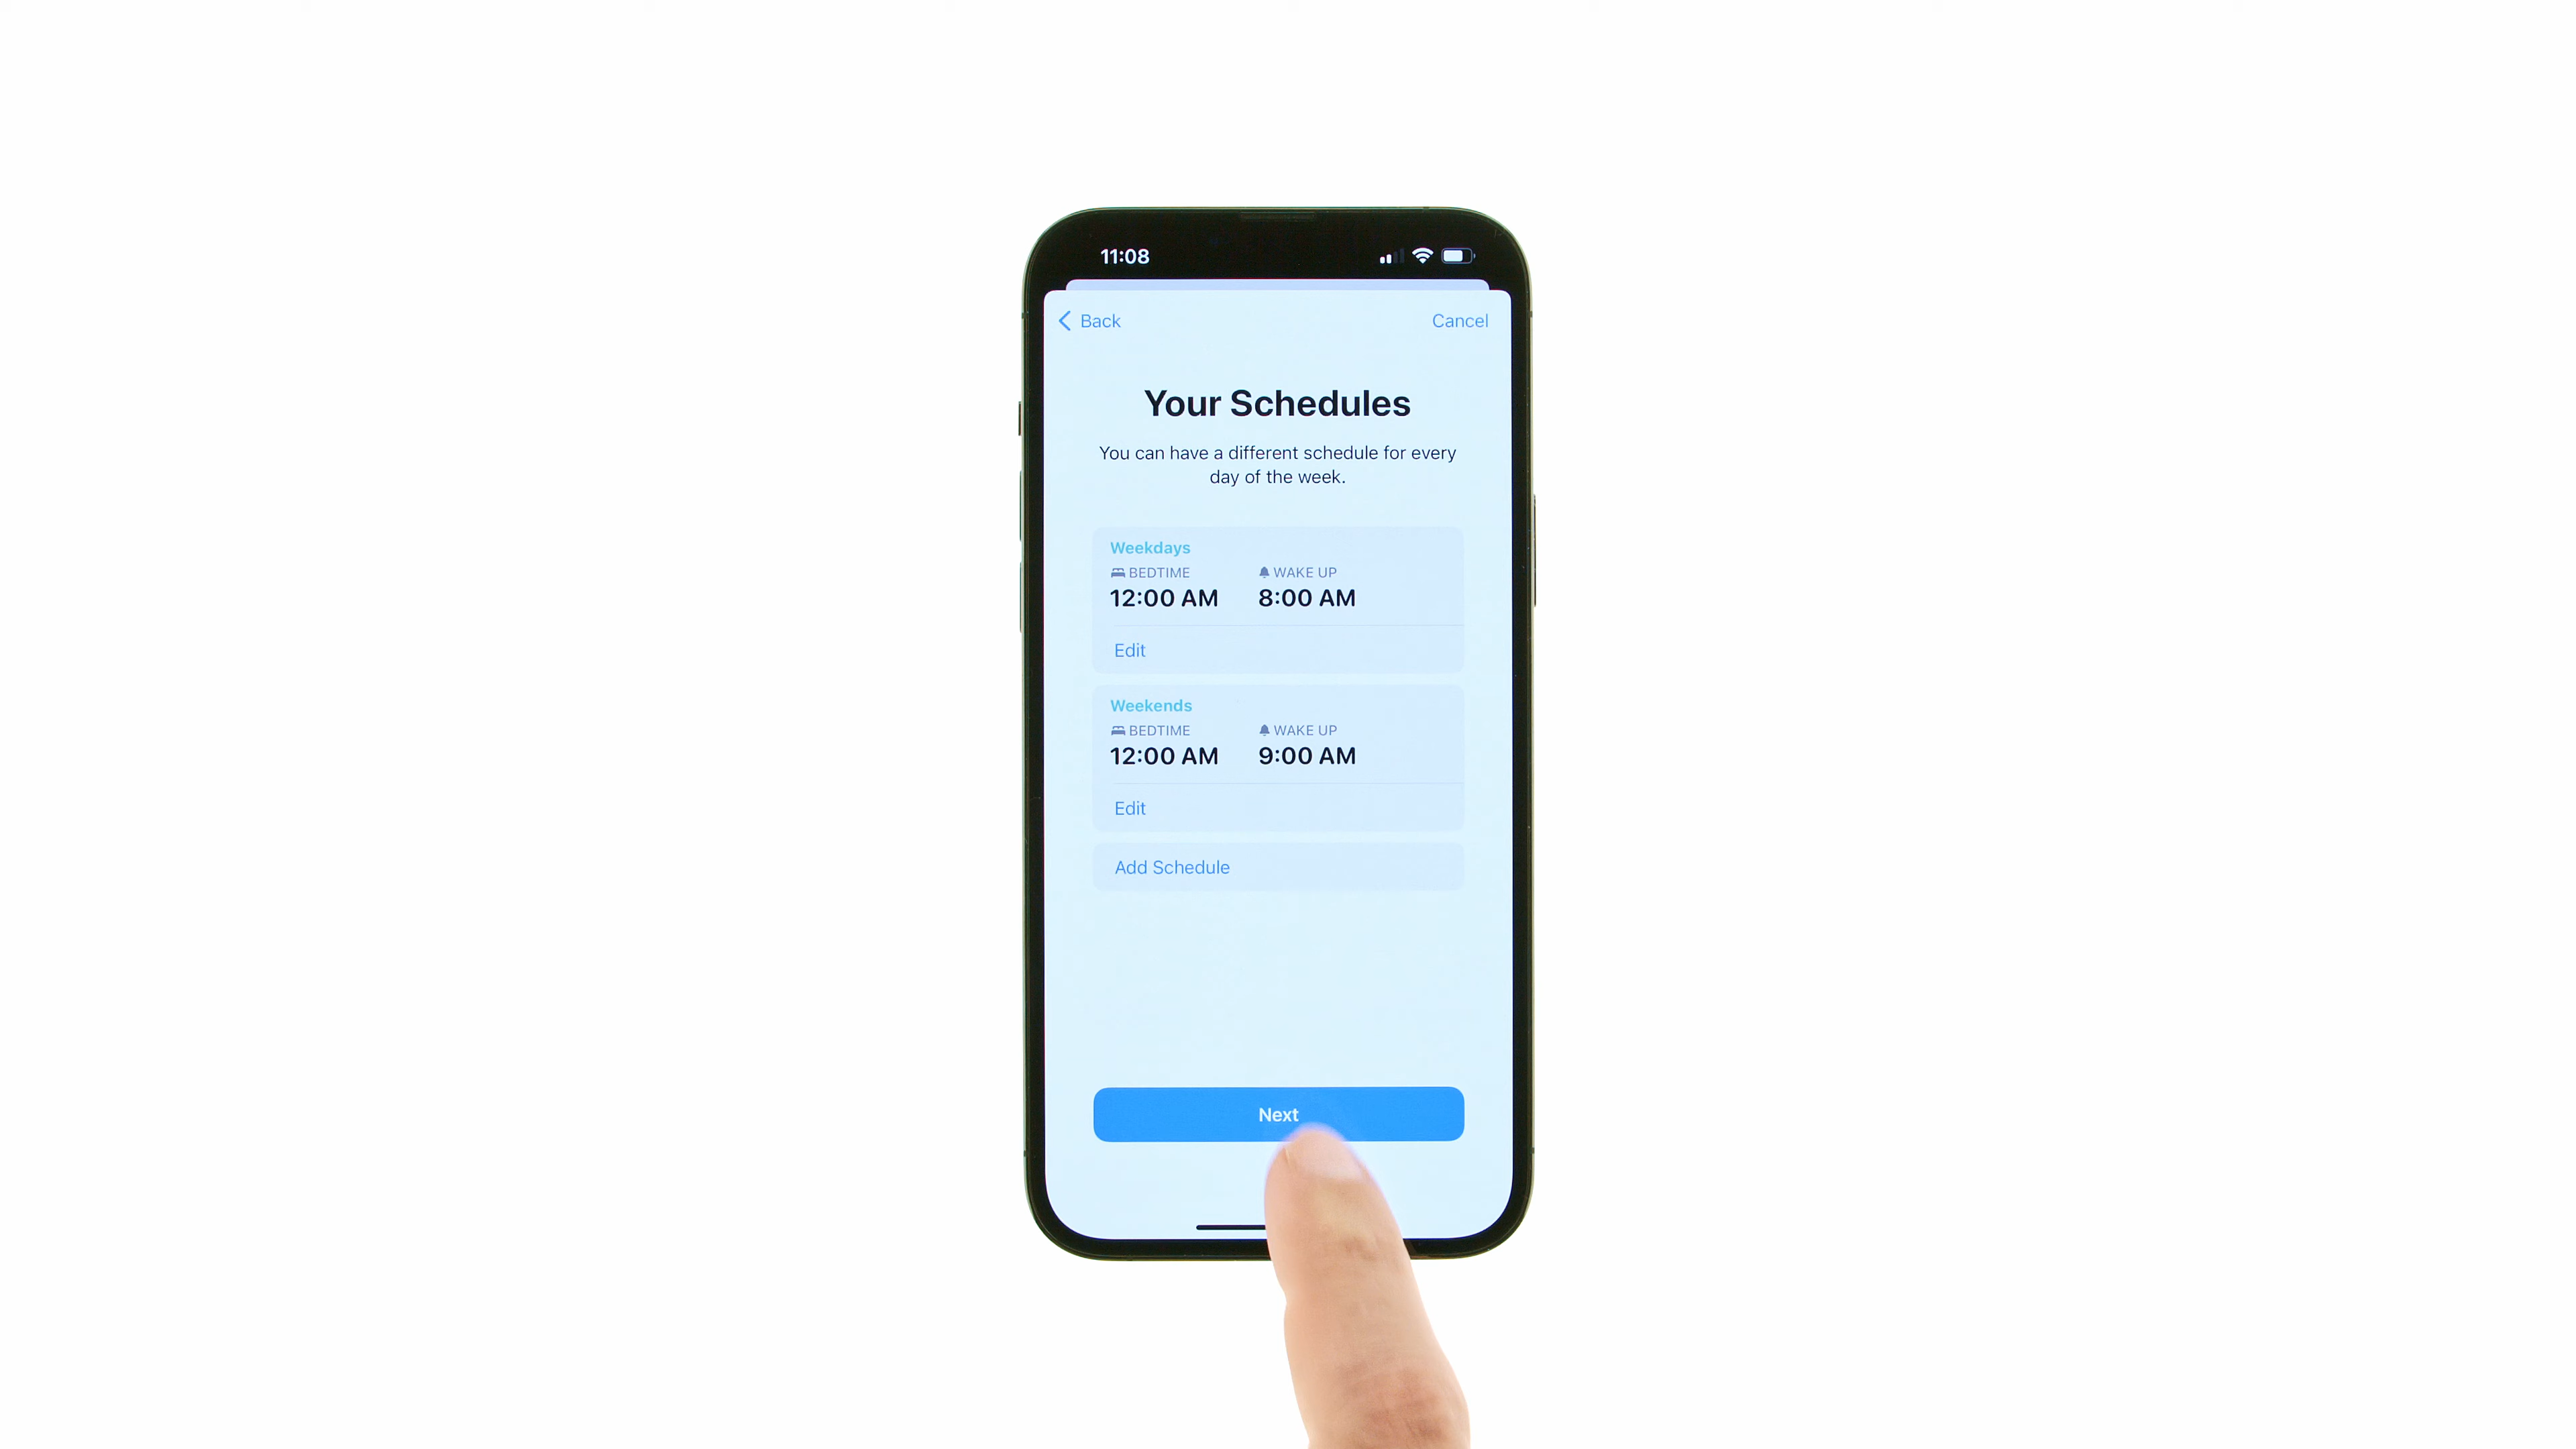 11:08
Back
Cancel
Your Schedules
You can have a different schedule for every
day of the week.
Weekdays
BEDTIME WAKE UP
12:00 AM 8:00 AM
Edit
Weekends
BEDTIME WAKE UP
12:00 AM 9:00 AM
Edit
Add Schedule
Next